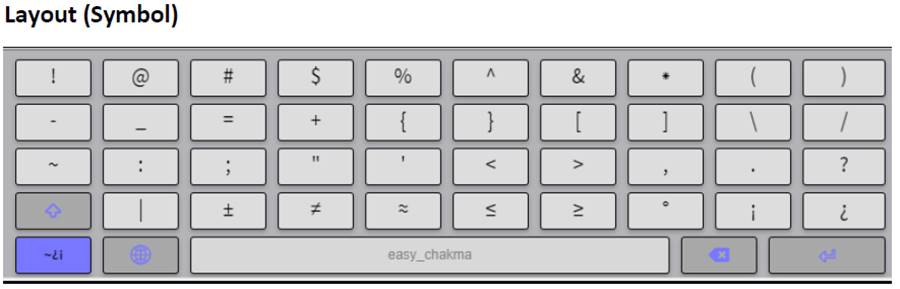 Layout (Symbol)
! @ # $ % ^ & * ( )
- _ = + { } [ ] \ /
~ : ; " ' < > , . ?
| ± ≠ ≈ ≤ ≥ ° ¡ ¿
~¿¡ easy_chakma